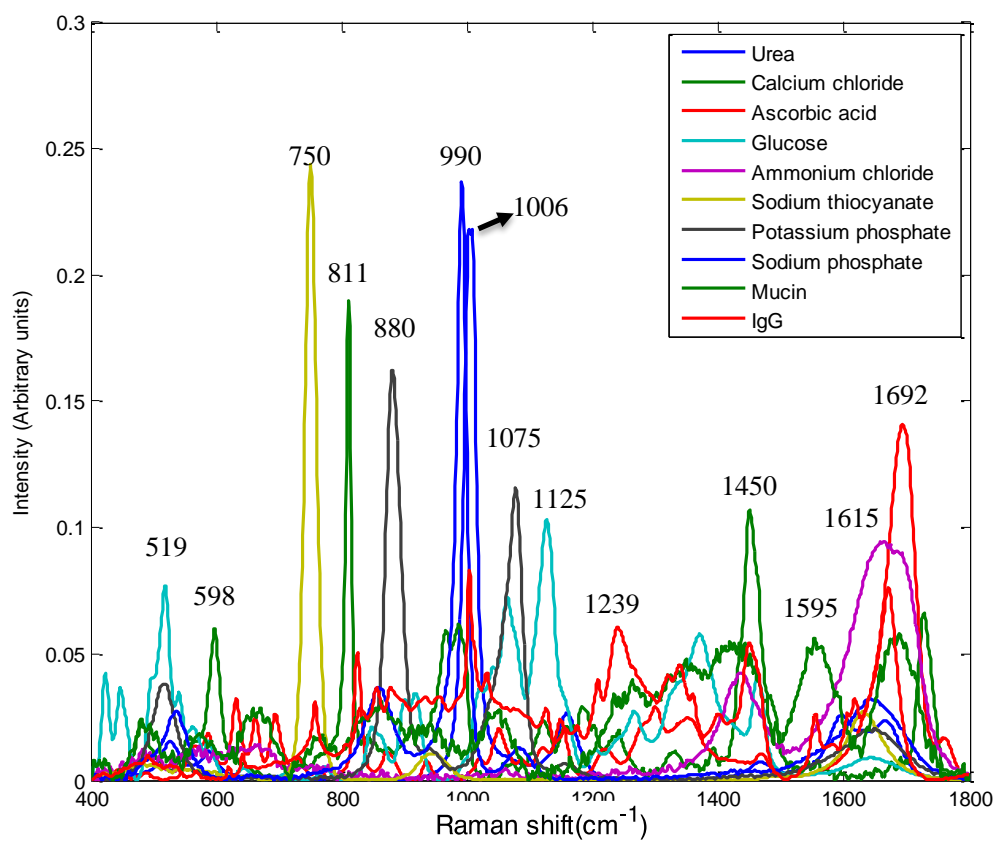 0.3
0.25
0.2
0.15
0.1
0.05
0
Intensity (Arbitrary units)
400
600
800
1000
1200
1400
1600
1800
Raman shift(cm-1)
Urea
Calcium chloride
Ascorbic acid
Glucose
Ammonium chloride
Sodium thiocyanate
Potassium phosphate
Sodium phosphate
Mucin
IgG
750
990
1006
811
880
1692
1075
1450
1125
1615
519
598
1239
1595